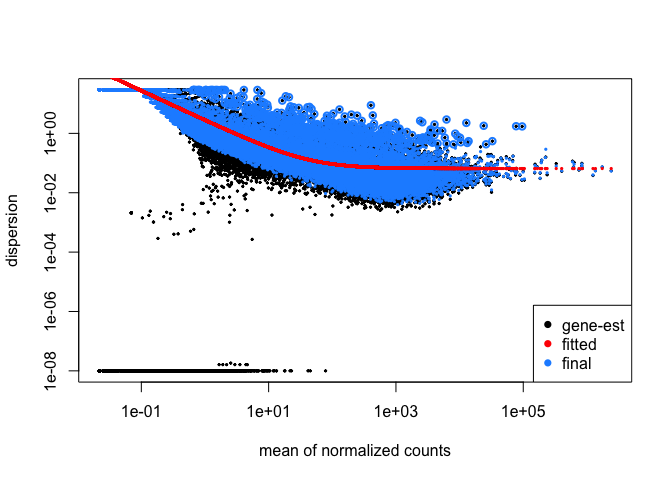 dispersion
1e+00
1e-02
1e-04
1e-06
1e-08
gene-est
fitted
final
1e-01
1e+01
1e+03
1e+05
mean of normalized counts